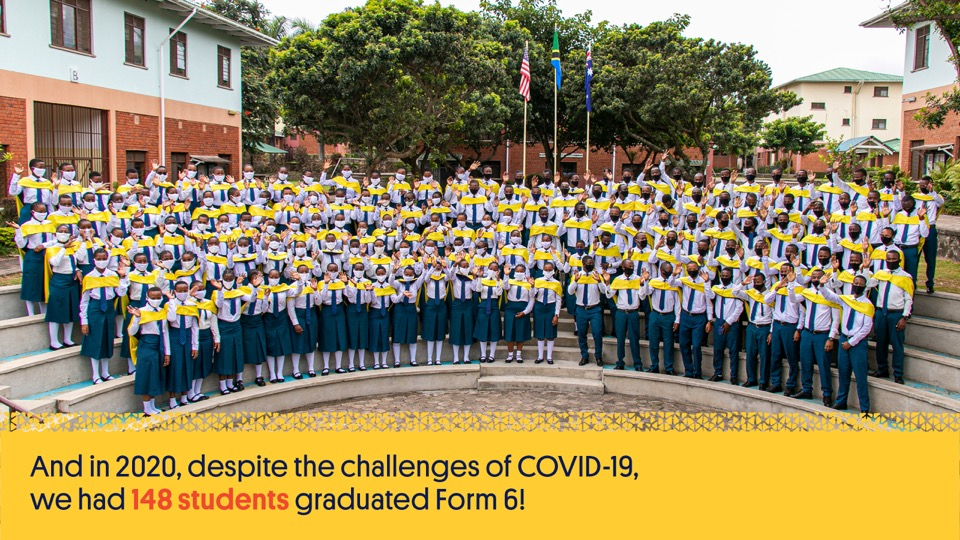 B
And in 2020, despite the challenges of COVID-19,
we had 148 students graduated Form 6!